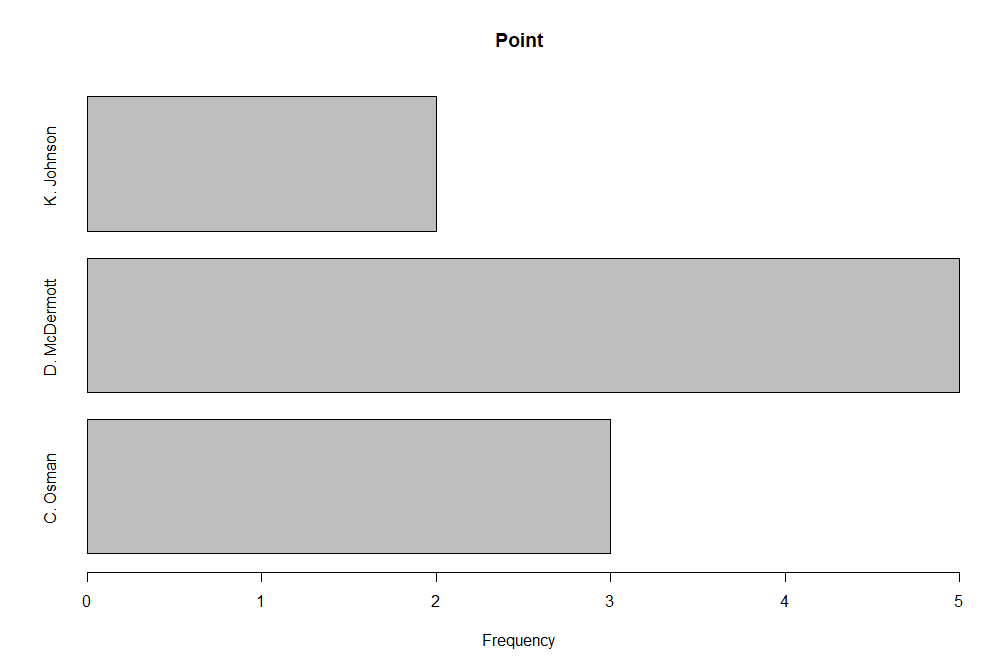 Point
K. Johnson
D. McDermott
C. Osman
0 1 2 3 4 5
Frequency